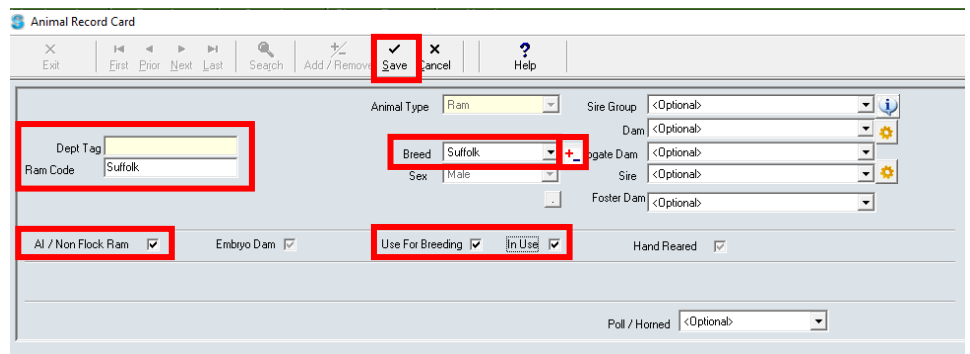 Animal Record Card
Exit First Prior Next Last Search Add / Remove Save Cancel ? Help
Animal Type Ram Sire Group <Optional>
Dam <Optional>
Dept Tag
Breed Suffolk ogate Dam <Optional>
Ram Code Suffolk
Sex Male Sire <Optional>
Foster Dam <Optional>
AI / Non Flock Ram Embryo Dam Use For Breeding In Use Hand Reared
Poll / Horned <Optional>